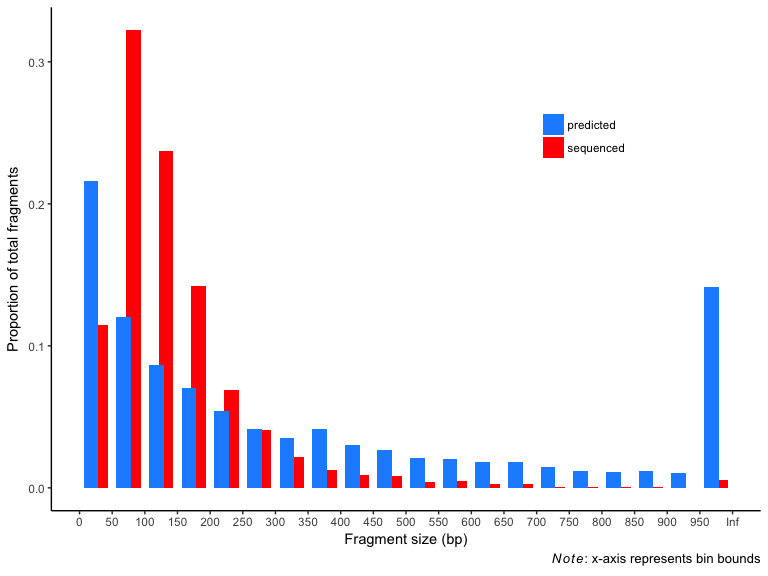 0.3
0.2
0.1
0.0
Proportion of total fragments
predicted
sequenced
0 50 100 150 200 250 300 350 400 450 500 550 600 650 700 750 800 850 900 950 Inf
Fragment size (bp)
Note: x-axis represents bin bounds